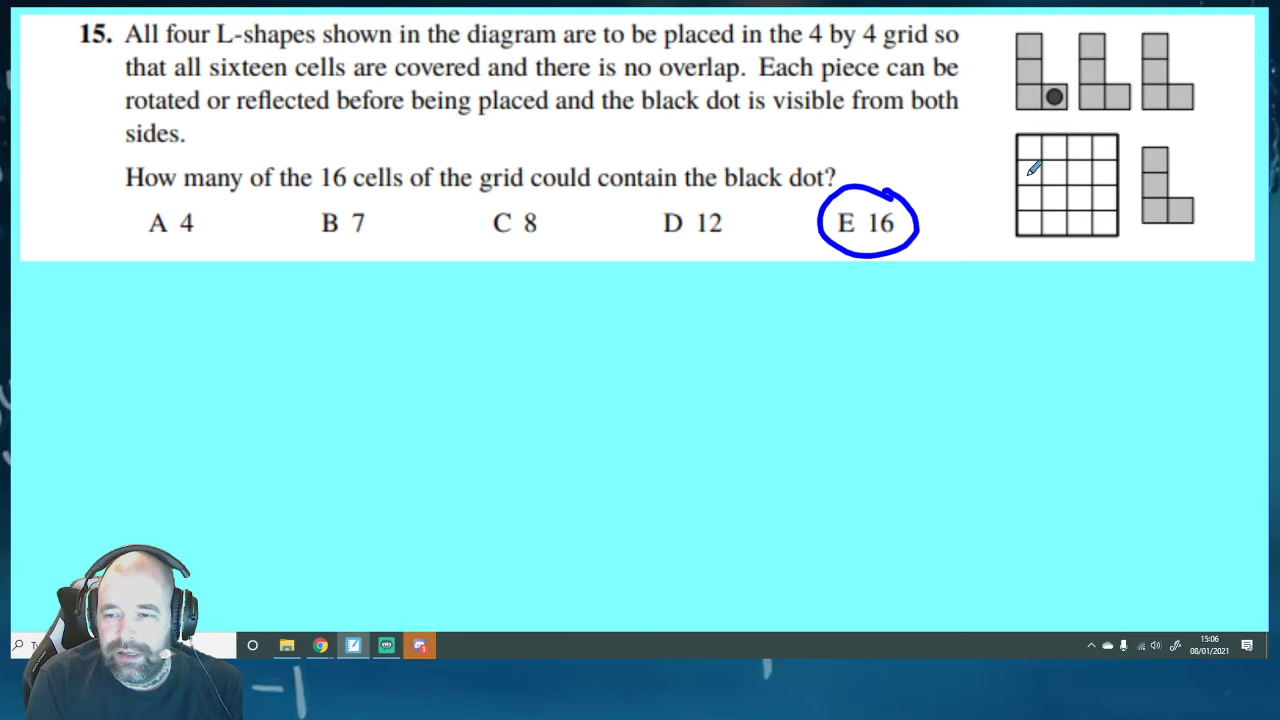 15. All four L-shapes shown in the diagram are to be placed in the 4 by 4 grid so
that all sixteen cells are covered and there is no overlap. Each piece can be
rotated or reflected before being placed and the black dot is visible from both
sides.
How many of the 16 cells of the grid could contain the black dot?
A 4 B 7 C 8 D 12 E 16
15:06
08/01/2021
-1